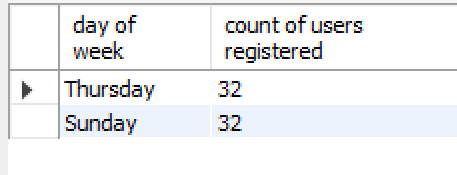 day of week count of users registered
Thursday 32
Sunday 32